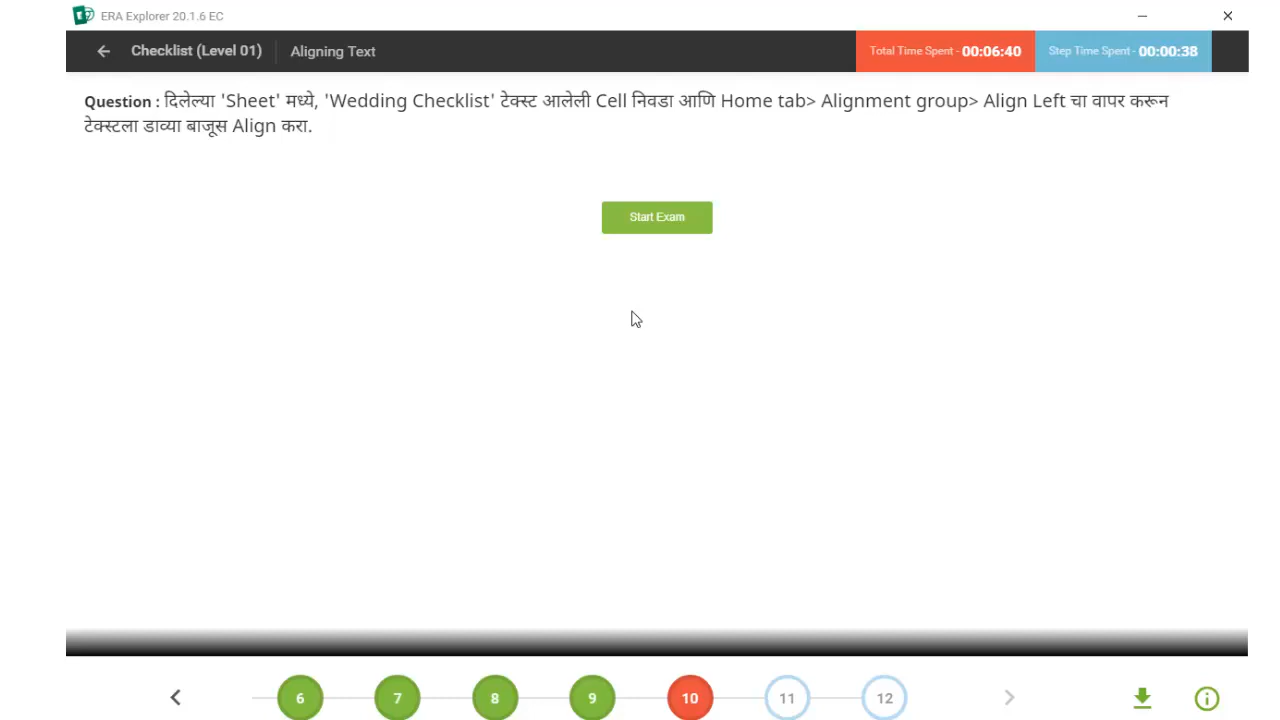 ERA Explorer 20.1.6 EC
Checklist (Level 01) Aligning Text Total Time Spent - 00:06:40 Step Time Spent - 00:00:38
Question : दिलेल्या 'Sheet' मध्ये, 'Wedding Checklist' टेक्स्ट आलेली Cell निवडा आणि Home tab> Alignment group> Align Left चा वापर करून
टेक्स्टला डाव्या बाजूस Align करा.
Start Exam
6 7 8 9 10 11 12